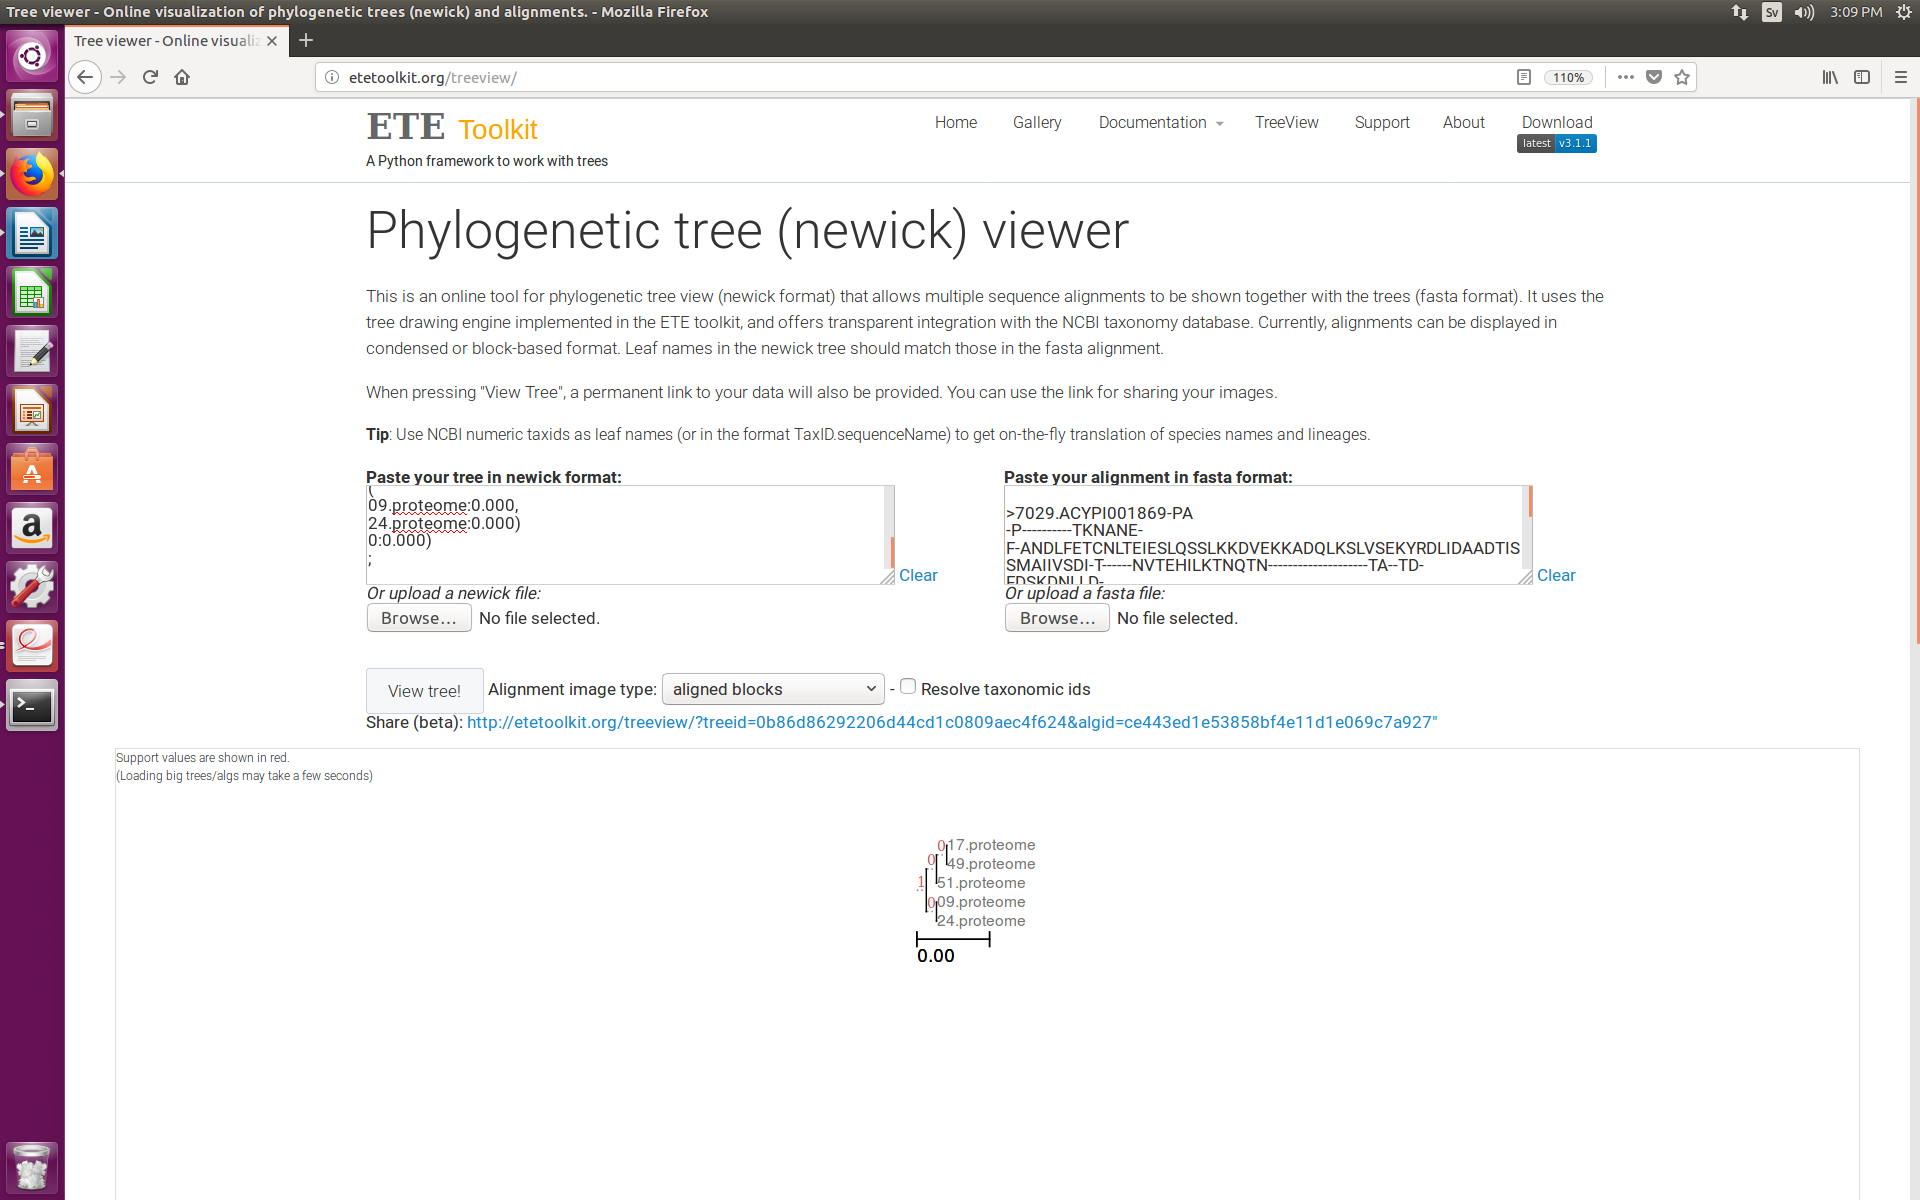 Tree viewer - Online visualization of phylogenetic trees (newick) and alignments. - Mozilla Firefox
Sv
3:09 PM
Tree viewer - Online visualiz
etetoolkit.org/treeview/
110%
ETE Toolkit
A Python framework to work with trees
Home
Gallery
Documentation
TreeView
Support
About
Download
latest v3.1.1
Phylogenetic tree (newick) viewer
This is an online tool for phylogenetic tree view (newick format) that allows multiple sequence alignments to be shown together with the trees (fasta format). It uses the
tree drawing engine implemented in the ETE toolkit, and offers transparent integration with the NCBI taxonomy database. Currently, alignments can be displayed in
condensed or block-based format. Leaf names in the newick tree should match those in the fasta alignment.
When pressing "View Tree", a permanent link to your data will also be provided. You can use the link for sharing your images.
Tip: Use NCBI numeric taxids as leaf names (or in the format TaxID.sequenceName) to get on-the-fly translation of species names and lineages.
Paste your tree in newick format:
(
09.proteome:0.000,
24.proteome:0.000)
0:0.000)
;
Clear
Or upload a newick file:
Browse... No file selected.
Paste your alignment in fasta format:
>7029.ACYPI001869-PA
-P----------TKNANE-
F-ANDLFETCNLTEIESLQSSLKKDVEKKADQLKSLVSEKYRDLIDAADTIS
SMAIIVSDI-T------NVTEHILKTNQTN--------------------TA--TD-
FDSKDNLLD-
Clear
Or upload a fasta file:
Browse... No file selected.
View tree! Alignment image type: aligned blocks - Resolve taxonomic ids
Share (beta): http://etetoolkit.org/treeview/?treeid=0b86d86292206d44cd1c0809aec4f624&algid=ce443ed1e53858bf4e11d1e069c7a927"
Support values are shown in red.
(Loading big trees/algs may take a few seconds)
0 17.proteome
0 49.proteome
1 51.proteome
0 09.proteome
24.proteome
0.00